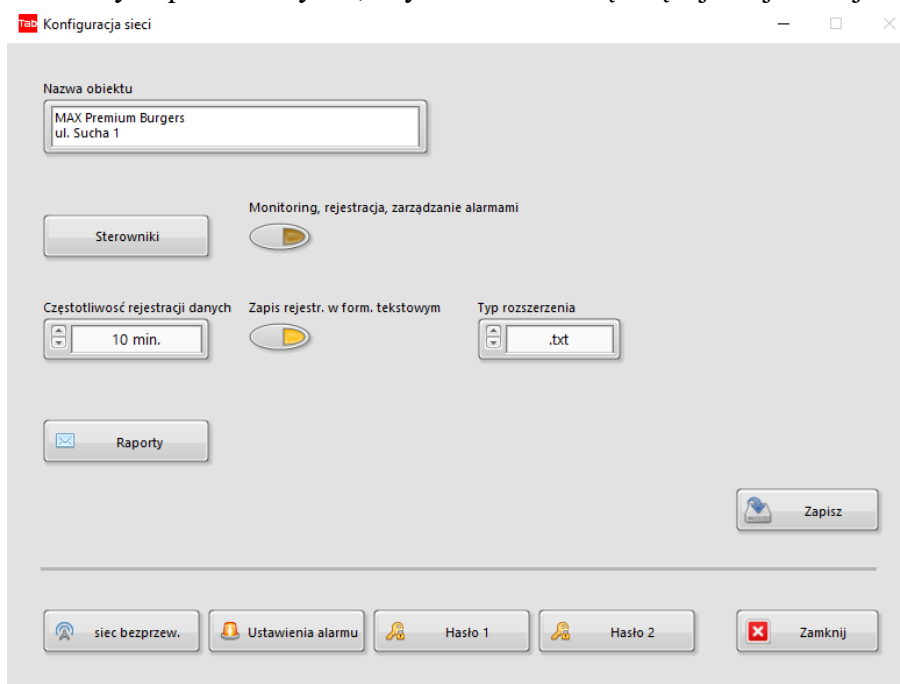 Tab Konfiguracja sieci
Nazwa obiektu
MAX Premium Burgers
ul. Sucha 1
Monitoring, rejestracja, zarządzanie alarmami
Sterowniki
Częstotliwosć rejestracji danych Zapis rejestr. w form. tekstowym Typ rozszerzenia
10 min. .txt
Raporty
Zapisz
siec bezprzew. Ustawienia alarmu Hasło 1 Hasło 2 Zamknij